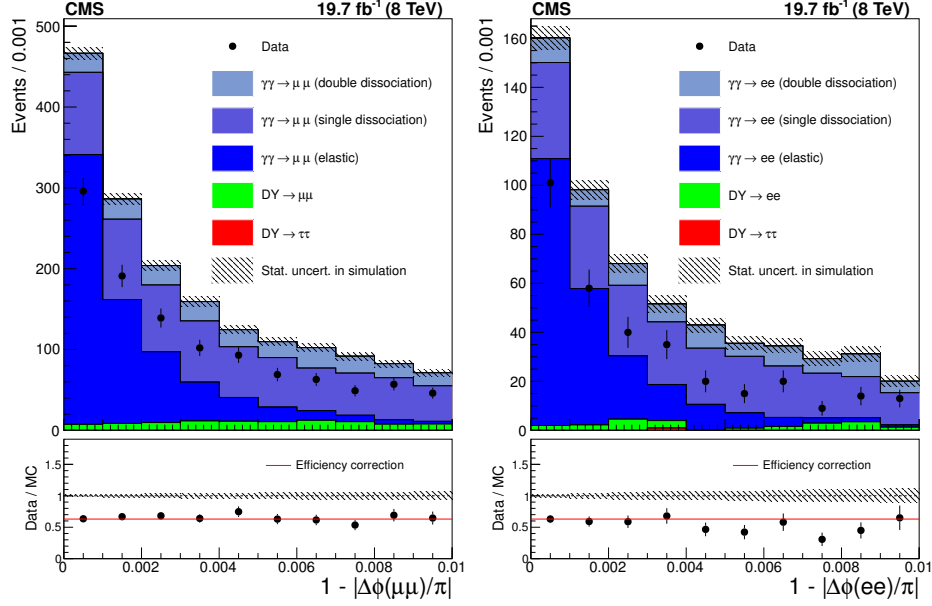 CMS 19.7 fb⁻¹ (8 TeV)
Events / 0.001
500
400
300
200
100
0
Data
γγ → μ μ (double dissociation)
γγ → μ μ (single dissociation)
γγ → μ μ (elastic)
DY → μμ
DY → ττ
Stat. uncert. in simulation
Data / MC
1.5
1
0.5
0
Efficiency correction
0 0.002 0.004 0.006 0.008 0.01
1 - |Δϕ(μμ)/π|
CMS 19.7 fb⁻¹ (8 TeV)
Events / 0.001
160
140
120
100
80
60
40
20
0
Data
γγ → ee (double dissociation)
γγ → ee (single dissociation)
γγ → ee (elastic)
DY → ee
DY → ττ
Stat. uncert. in simulation
Data / MC
1.5
1
0.5
0
Efficiency correction
0 0.002 0.004 0.006 0.008 0.01
1 - |Δϕ(ee)/π|